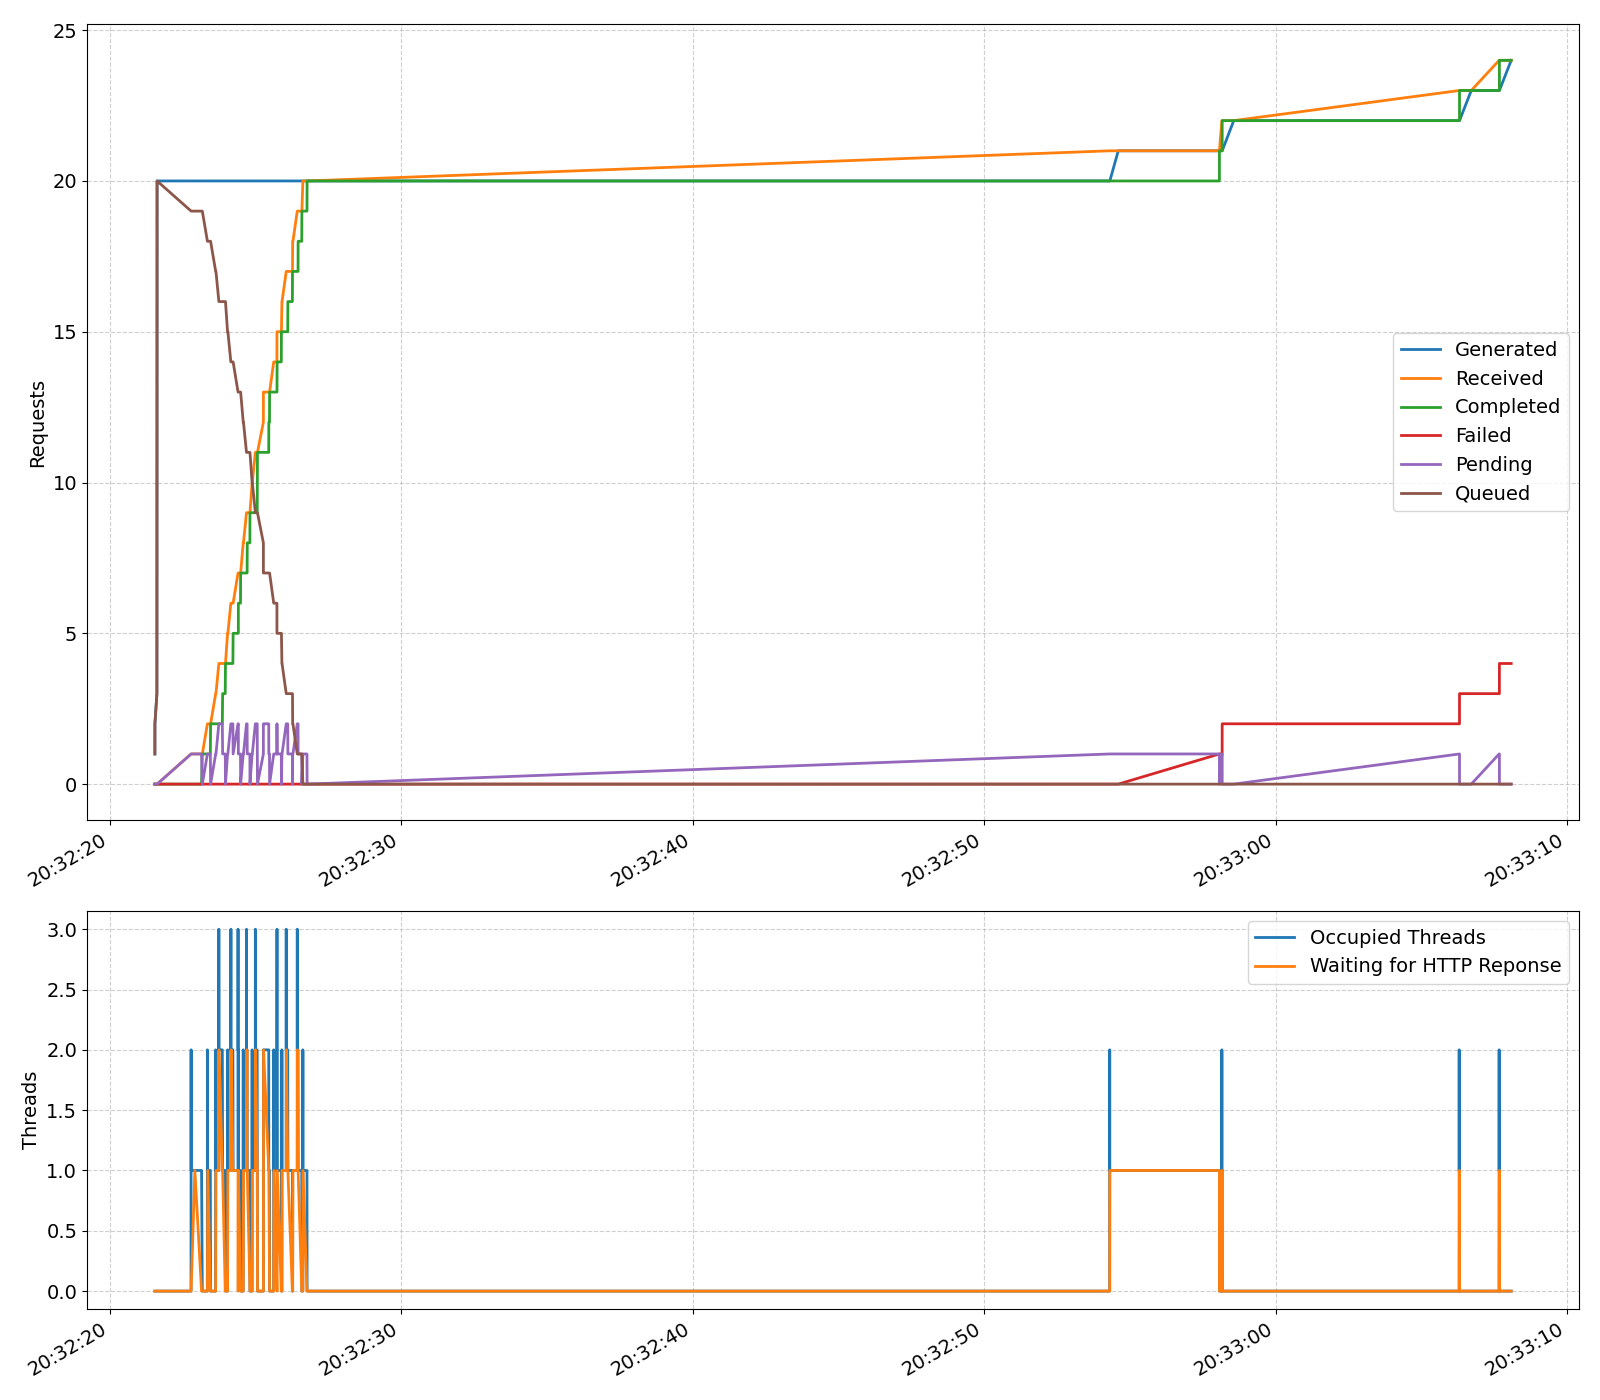 25
20
15
10
5
0
Requests
Generated
Received
Completed
Failed
Pending
Queued
20:32:20
20:32:30
20:32:40
20:32:50
20:33:00
20:33:10
3.0
2.5
2.0
1.5
1.0
0.5
0.0
Threads
Occupied Threads
Waiting for HTTP Reponse
20:32:20
20:32:30
20:32:40
20:32:50
20:33:00
20:33:10